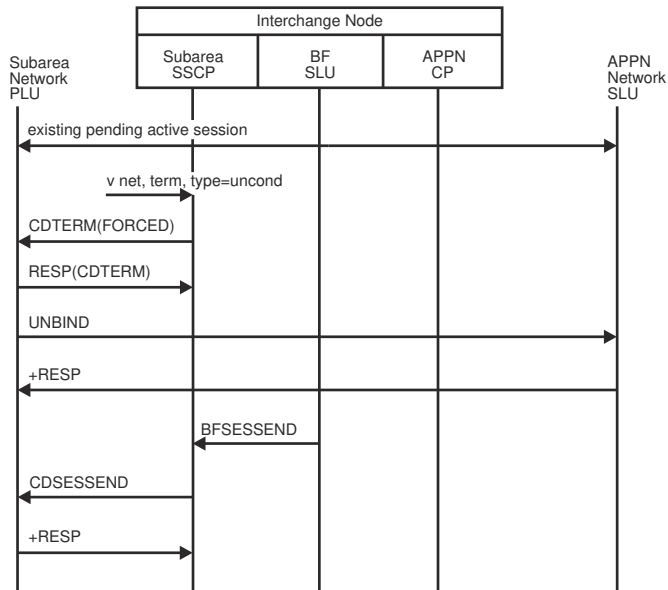 Interchange Node
Subarea
Network
PLU
Subarea
SSCP
BF
SLU
APPN
CP
APPN
Network
SLU
existing pending active session
v net, term, type=uncond
CDTERM(FORCED)
RESP(CDTERM)
UNBIND
+RESP
BFSESSEND
CDSESSEND
+RESP